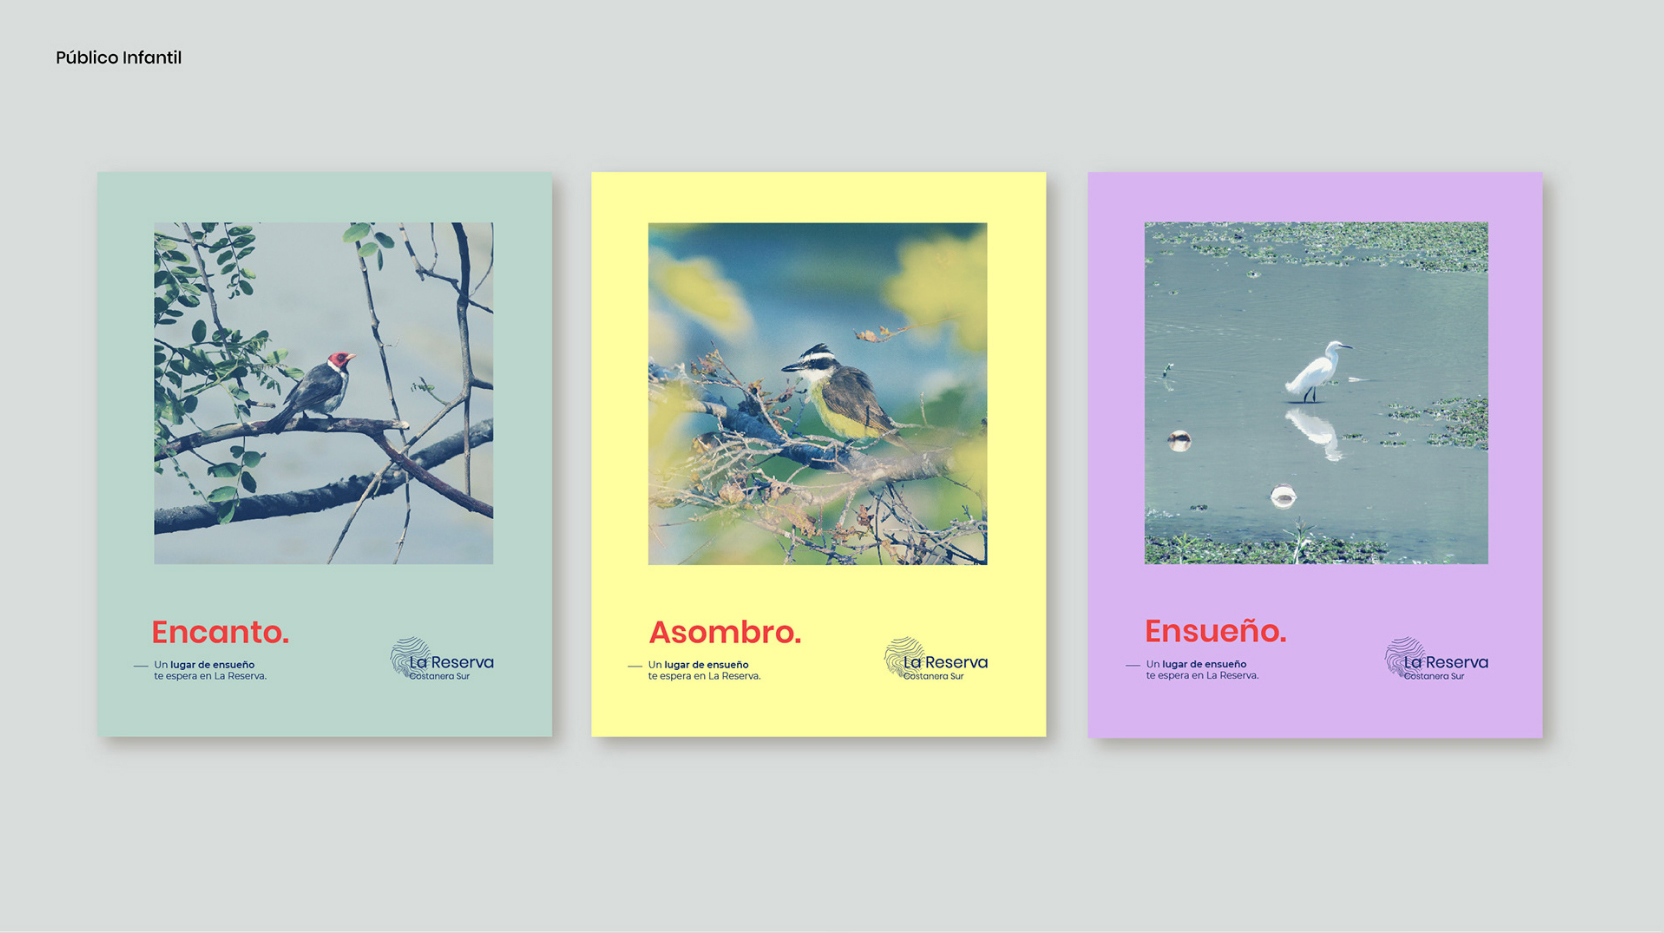 Público Infantil
Encanto.
Un lugar de ensueño
te espera en La Reserva.
La Reserva
Costanera Sur
Asombro.
Un lugar de ensueño
te espera en La Reserva.
La Reserva
Costanera Sur
Ensueño.
Un lugar de ensueño
te espera en La Reserva.
La Reserva
Costanera Sur